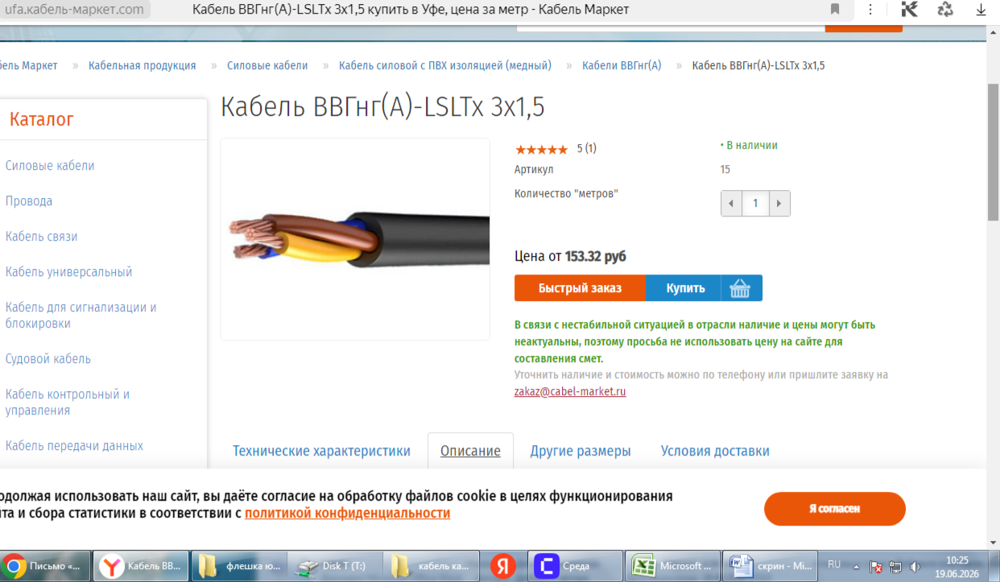 ufa.кабель-маркет.com
Кабель ВВГнг(А)-LSLTx 3х1,5 купить в Уфе, цена за метр - Кабель Маркет
бель Маркет » Кабельная продукция » Силовые кабели » Кабель силовой с ПВХ изоляцией (медный) » Кабели ВВГнг(А) » Кабель ВВГнг(А)-LSLTx 3х1,5
Каталог
Силовые кабели
Провода
Кабель связи
Кабель универсальный
Кабель для сигнализации и
блокировки
Судовой кабель
Кабель контрольный и
управления
Кабель передачи данных
Кабель ВВГнг(А)-LSLTx 3х1,5
5 (1)
• В наличии
Артикул
15
Количество "метров"
1
Цена от 153.32 руб
Быстрый заказ
Купить
В связи с нестабильной ситуацией в отрасли наличие и цены могут быть
неактуальны, поэтому просьба не использовать цену на сайте для
составления смет.
Уточнить наличие и стоимость можно по телефону или пришлите заявку на
zakaz@cabel-market.ru
Технические характеристики
Описание
Другие размеры
Условия доставки
одолжая использовать наш сайт, вы даёте согласие на обработку файлов cookie в целях функционирования
йта и сбора статистики в соответствии с политикой конфиденциальности
Я согласен
Письмо «...
Кабель ВВ...
флешка ю...
Disk T (T:)
кабель ка...
Я
Среда
Microsoft ...
скрин - Mi...
RU
10:25
19.06.2026